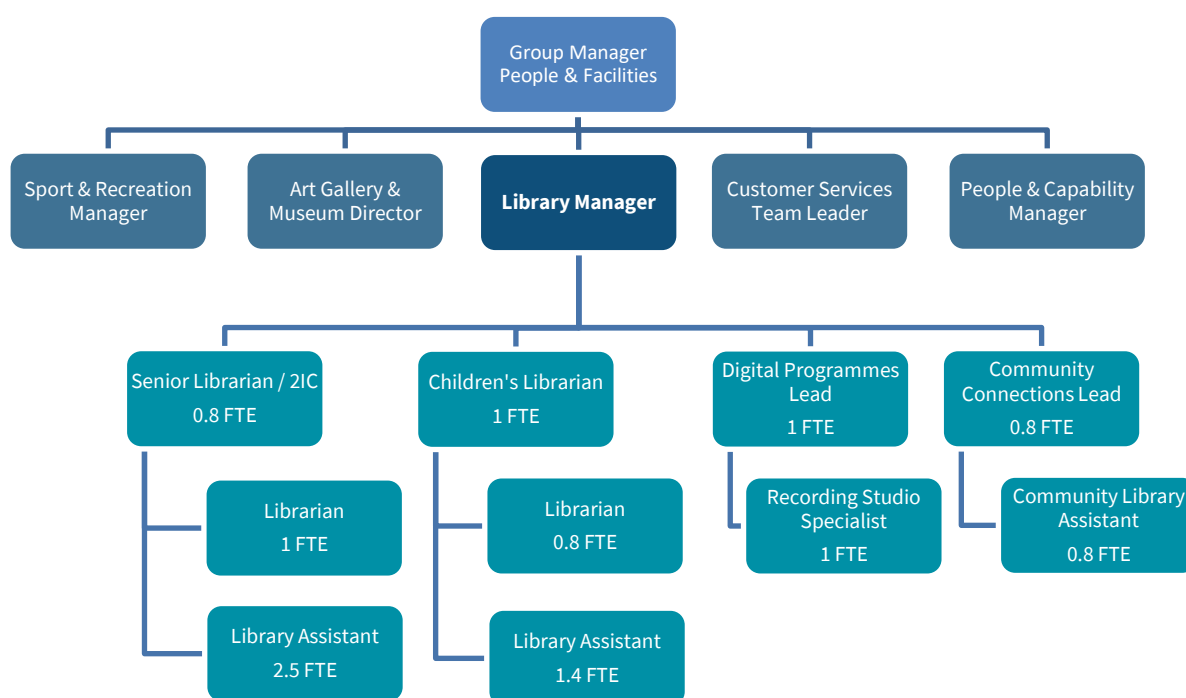 Group Manager
People & Facilities
Sport & Recreation
Manager
Art Gallery &
Museum Director
Library Manager
Customer Services
Team Leader
People & Capability
Manager
Senior Librarian / 2IC
0.8 FTE
Children's Librarian
1 FTE
Digital Programmes
Lead
1 FTE
Community
Connections Lead
0.8 FTE
Librarian
1 FTE
Librarian
0.8 FTE
Recording Studio
Specialist
1 FTE
Community Library
Assistant
0.8 FTE
Library Assistant
2.5 FTE
Library Assistant
1.4 FTE